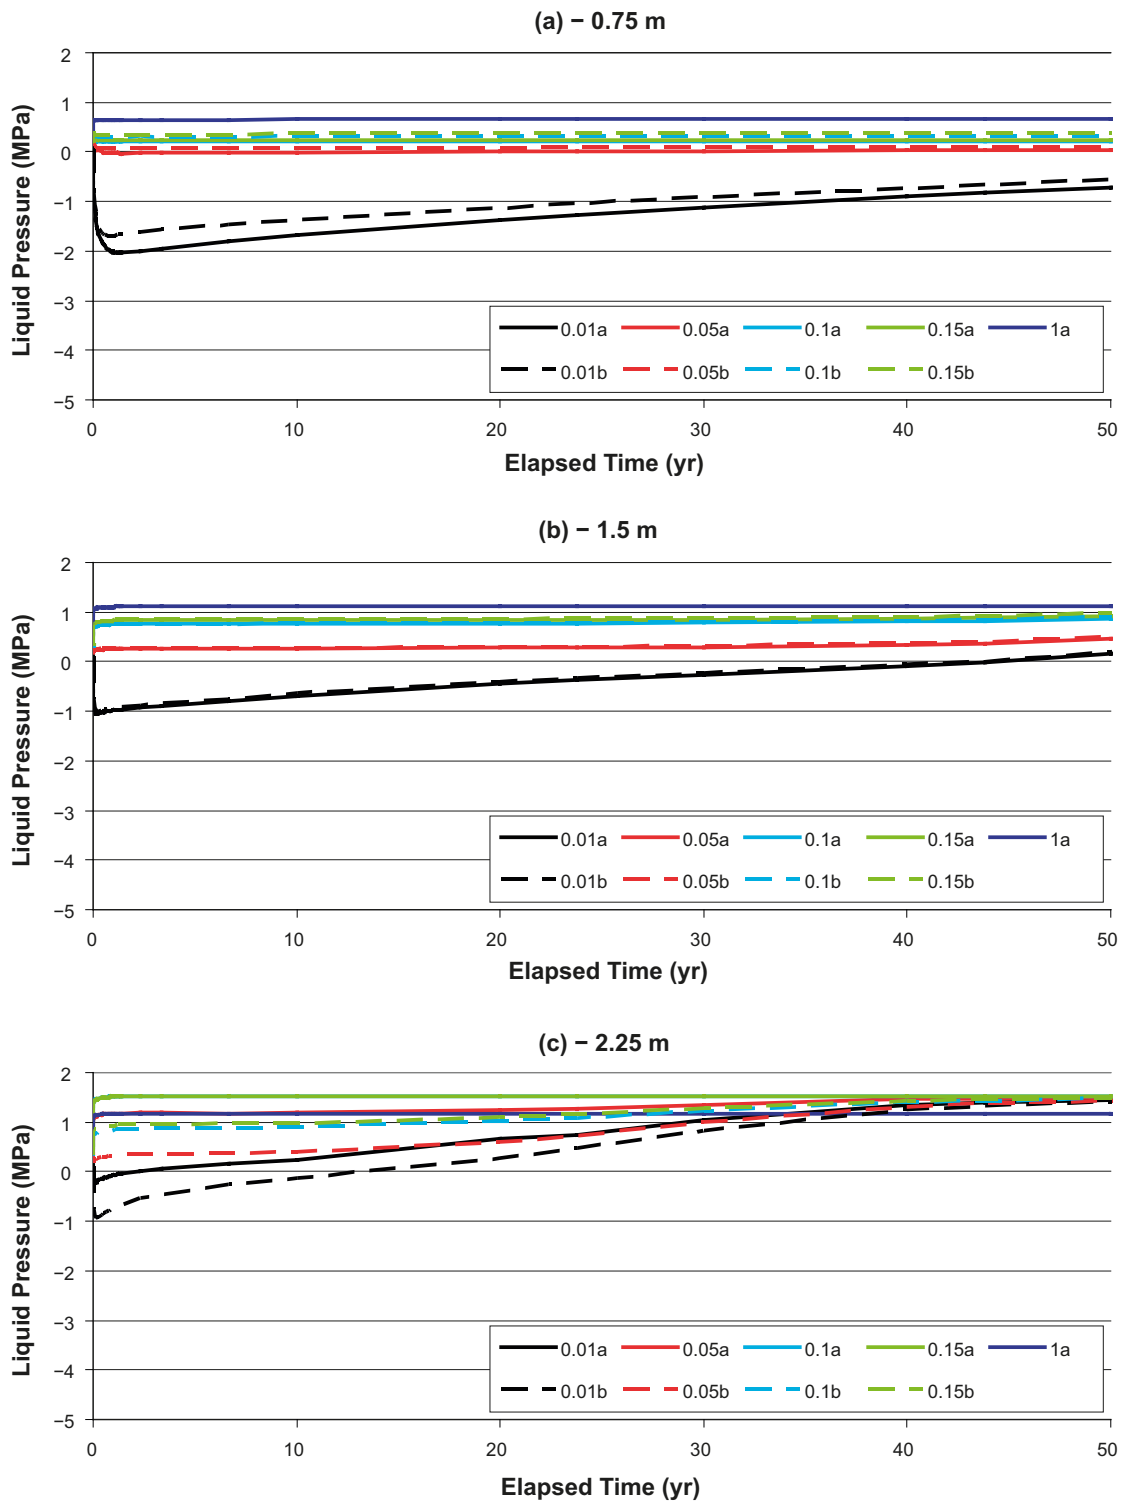 (a) − 0.75 m
2
1
0
−1
−2
−3
−4
−5
Liquid Pressure (MPa)
0.01a 0.05a 0.1a 0.15a 1a
0.01b 0.05b 0.1b 0.15b
0 10 20 30 40 50
Elapsed Time (yr)
(b) − 1.5 m
2
1
0
−1
−2
−3
−4
−5
Liquid Pressure (MPa)
0.01a 0.05a 0.1a 0.15a 1a
0.01b 0.05b 0.1b 0.15b
0 10 20 30 40 50
Elapsed Time (yr)
(c) − 2.25 m
2
1
0
−1
−2
−3
−4
−5
Liquid Pressure (MPa)
0.01a 0.05a 0.1a 0.15a 1a
0.01b 0.05b 0.1b 0.15b
0 10 20 30 40 50
Elapsed Time (yr)